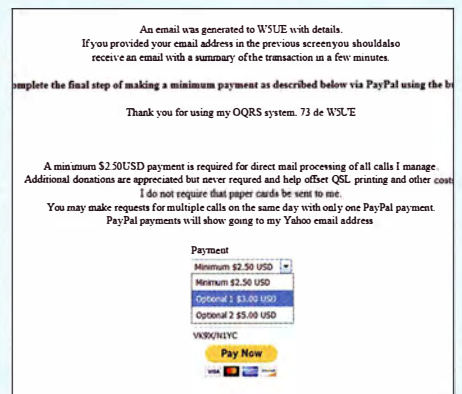 An email was generated to W5UE with details.
If you provided your email address in the previous screen you should also
receive an email with a summary of the transaction in a few minutes.
omplete the final step of making a minimum payment as described below via PayPal using the bu
Thank you for using my OQRS system. 73 de W5UE
A minimum $2.50USD payment is required for direct mail processing of all calls I manage.
Additional donations are appreciated but never required and help offset QSL printing and other costs
I do not require that paper cards be sent to me.
You may make requests for multiple calls on the same day with only one PayPal payment.
PayPal payments will show going to my Yahoo email address
Payment
Minimum $2.50 USD
Minimum $2.50 USD
Optional 1 $3.00 USD
Optional 2 $5.00 USD
VK9X/N1YC
Pay Now
VISA